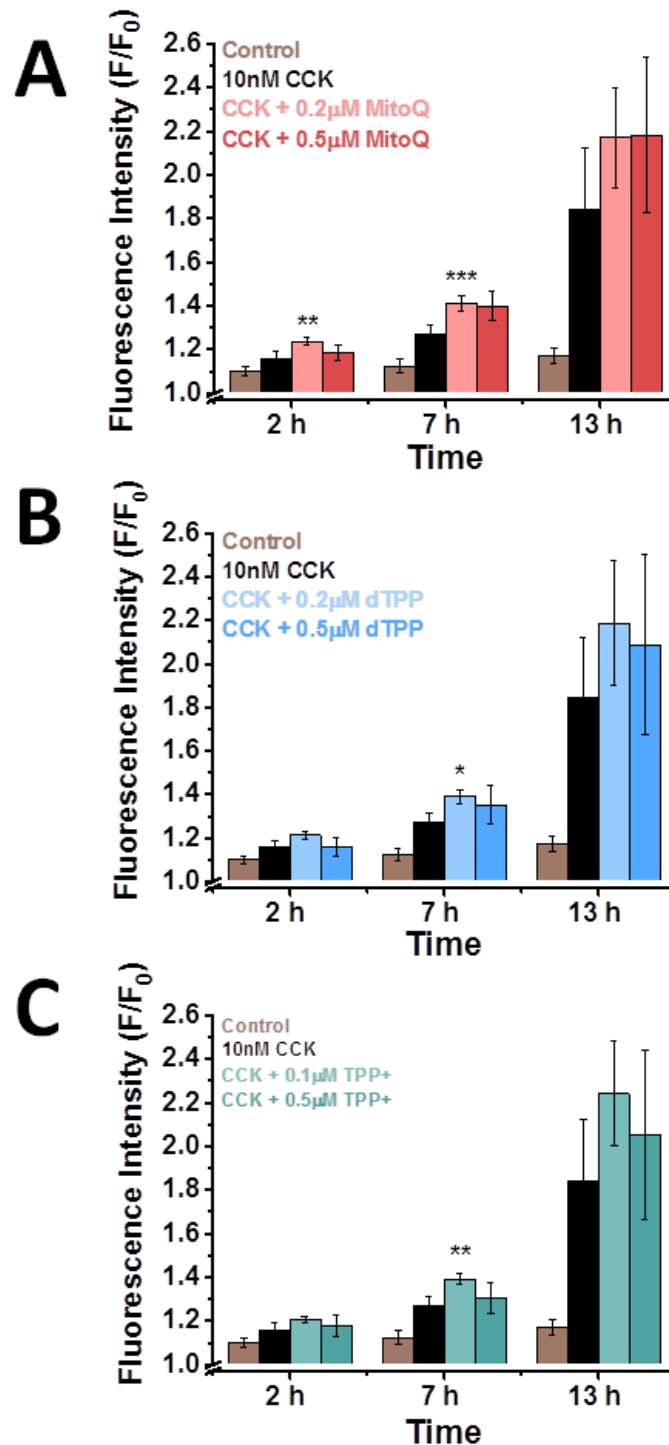 A
Fluorescence Intensity (F/F0)
2.6
2.4
2.2
2.0
1.8
1.6
1.4
1.2
1.0
Control
10nM CCK
CCK + 0.2μM MitoQ
CCK + 0.5μM MitoQ
**
***
2 h
7 h
13 h
Time
B
Fluorescence Intensity (F/F0)
2.6
2.4
2.2
2.0
1.8
1.6
1.4
1.2
1.0
Control
10nM CCK
CCK + 0.2μM dTPP
CCK + 0.5μM dTPP
*
2 h
7 h
13 h
Time
C
Fluorescence Intensity (F/F0)
2.6
2.4
2.2
2.0
1.8
1.6
1.4
1.2
1.0
Control
10nM CCK
CCK + 0.1μM TPP+
CCK + 0.5μM TPP+
**
2 h
7 h
13 h
Time